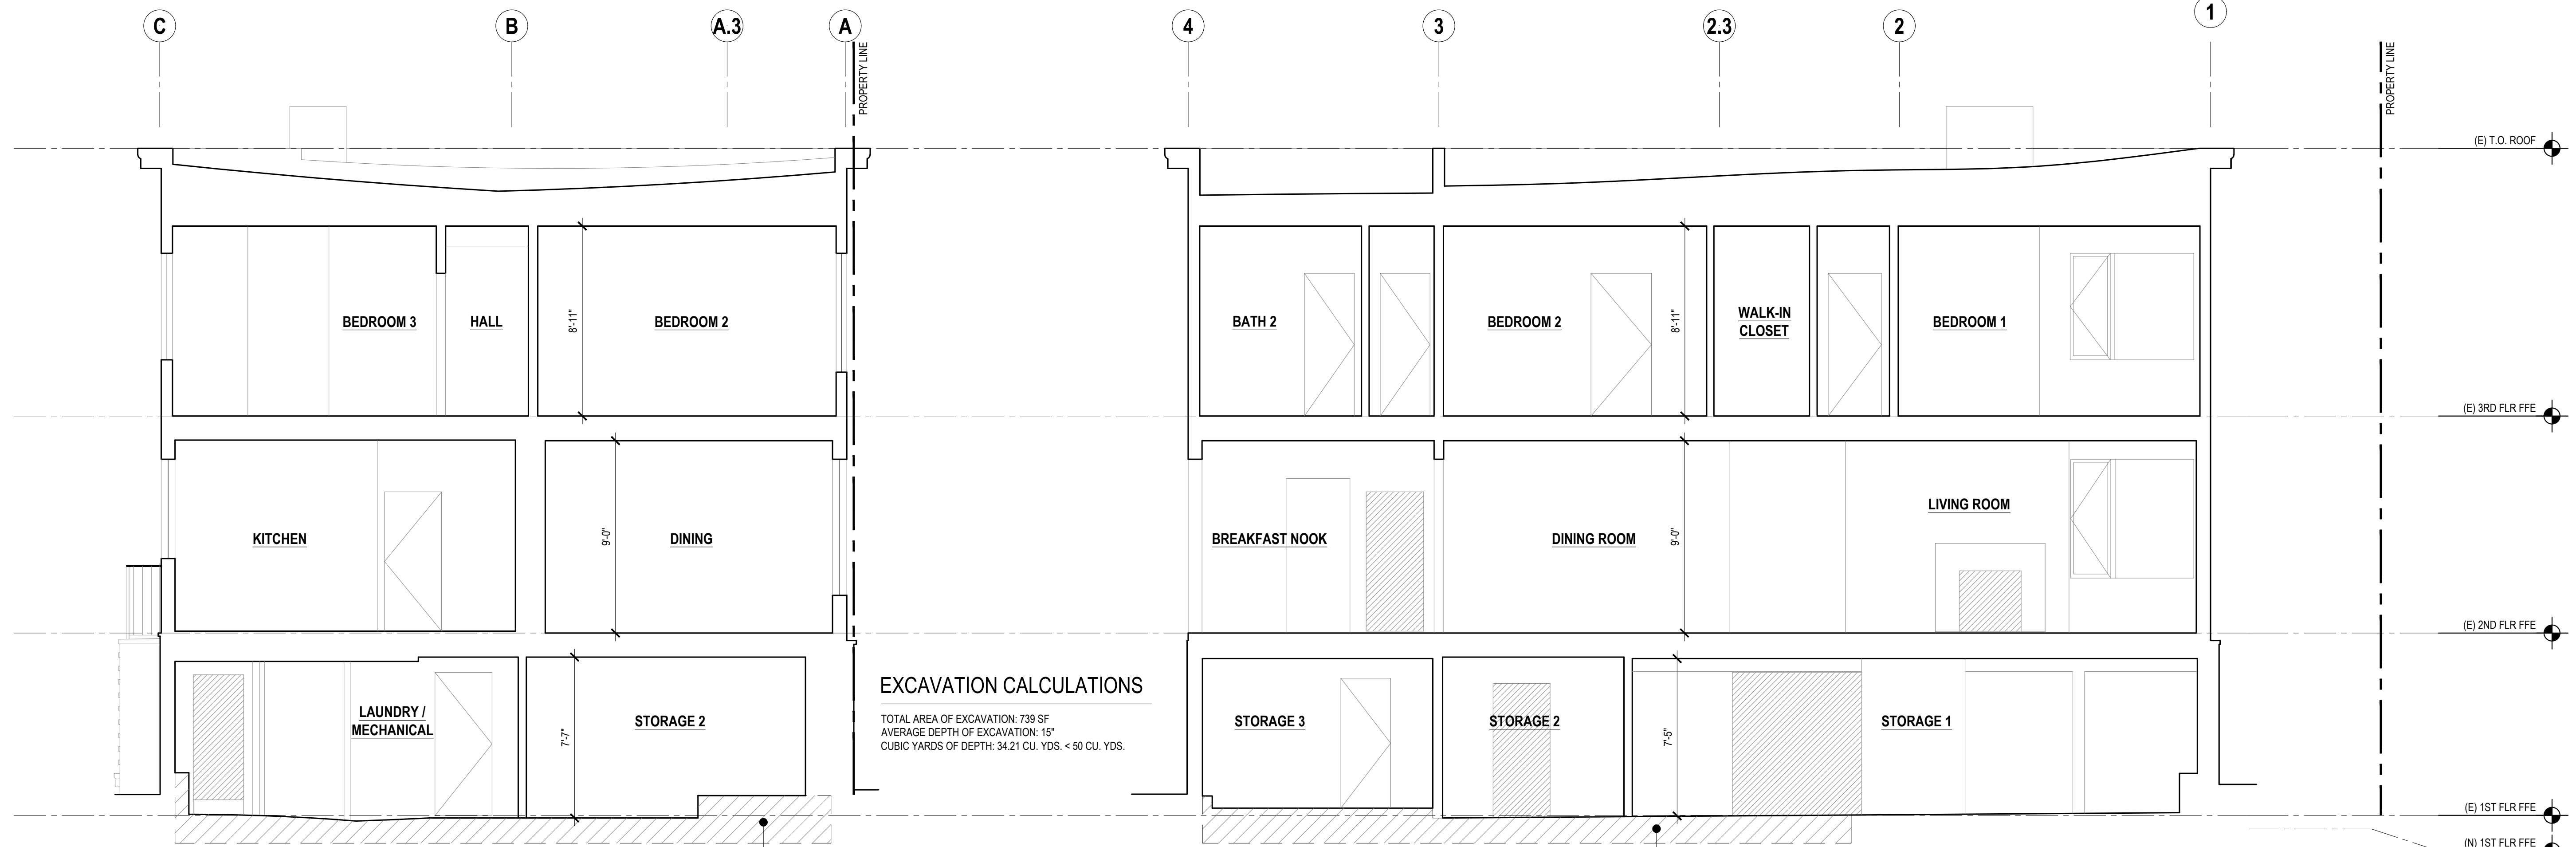 C
B
A.3
A
4
3
2.3
2
1
PROPERTY LINE
PROPERTY LINE
(E) T.O. ROOF
BEDROOM 3
HALL
8'-11"
BEDROOM 2
BATH 2
BEDROOM 2
8'-11"
WALK-IN
CLOSET
BEDROOM 1
(E) 3RD FLR FFE
KITCHEN
9'-0"
DINING
BREAKFAST NOOK
DINING ROOM
9'-0"
LIVING ROOM
(E) 2ND FLR FFE
LAUNDRY /
MECHANICAL
7'-7"
STORAGE 2
EXCAVATION CALCULATIONS
TOTAL AREA OF EXCAVATION: 739 SF
AVERAGE DEPTH OF EXCAVATION: 15"
CUBIC YARDS OF DEPTH: 34.21 CU. YDS. < 50 CU. YDS.
STORAGE 3
STORAGE 2
7'-5"
STORAGE 1
(E) 1ST FLR FFE
(N) 1ST FLR FFE